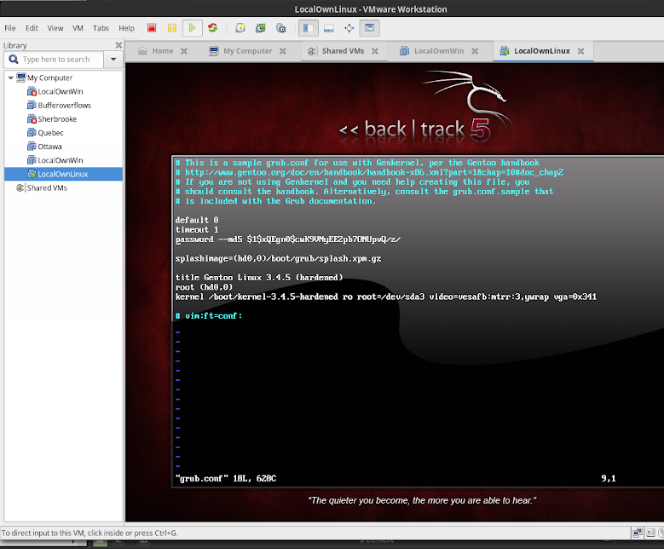 LocalOwnLinux - VMware Workstation
File Edit View VM Tabs Help
Library
Type here to search
My Computer
LocalOwnWin
Bufferoverflows
Sherbrooke
Quebec
Ottawa
LocalOwnWin
LocalOwnLinux
Shared VMs
Home My Computer Shared VMs LocalOwnWin LocalOwnLinux
<< back | track 5
# This is a sample grub.conf for use with Genkernel, per the Gentoo handbook
# http://www.gentoo.org/doc/en/handbook/handbook-x86.xml?part=1&chap=10#doc_chap2
# If you are not using Genkernel and you need help creating this file, you
# should consult the handbook. Alternatively, consult the grub.conf.sample that
# is included with the Grub documentation.
default 0
timeout 1
password --md5
splashimage=(hd0,0)/boot/grub/splash.xpm.gz
title Gentoo Linux 3.4.5 (hardened)
root (hd0,0)
kernel /boot/kernel-3.4.5-hardened ro root=/dev/sda3 video=vesafb:mtrr:3,ywrap vga=0x341
# vim:ft=conf:
~
~
~
~
~
~
~
~
~
~
~
"grub.conf" 18L, 628C 9,1
"The quieter you become, the more you are able to hear."
To direct input to this VM, click inside or press Ctrl+G.